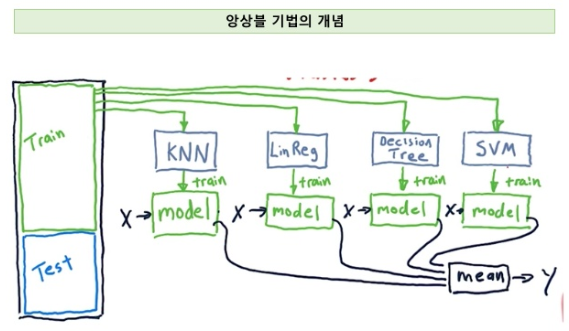 앙상블 기법의 개념
Train
KNN
LinReg
Decision
Tree
SVM
train
train
train
train
X
model
X
model
X
model
X
model
Test
mean
Y